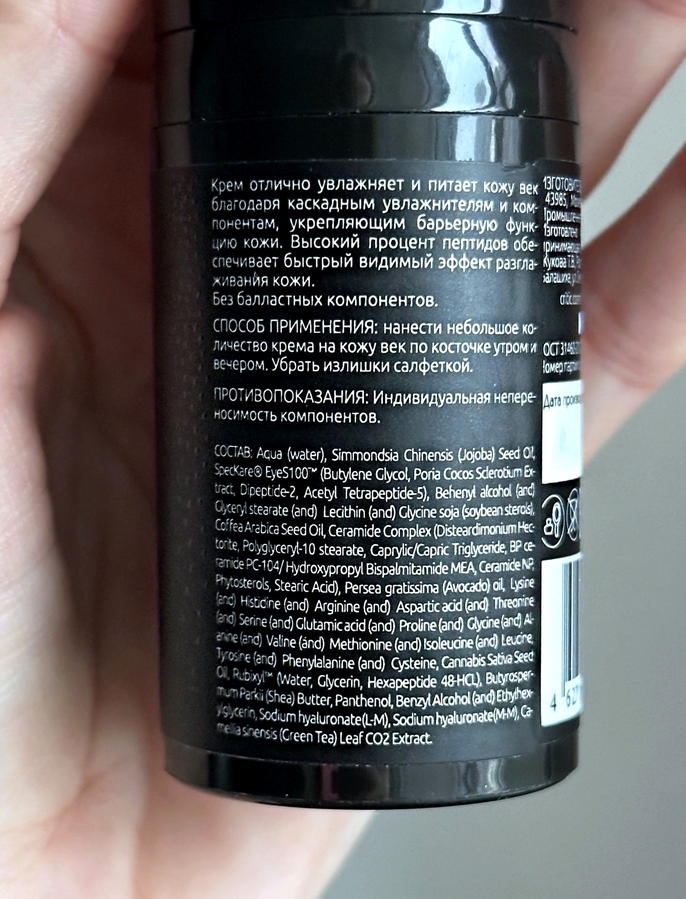 Крем отлично увлажняет и питает кожу век
благодаря каскадным увлажнителям и ком-
понентам, укрепляющим барьерную функ-
цию кожи. Высокий процент пептидов обе-
спечивает быстрый видимый эффект разгла-
живания кожи.
Без балластных компонентов.
СПОСОБ ПРИМЕНЕНИЯ: нанести небольшое ко-
личество крема на кожу век по косточке утром и
вечером. Убрать излишки салфеткой.
ПРОТИВОПОКАЗАНИЯ: Индивидуальная непере-
носимость компонентов.
СОСТАВ: Aqua (water), Simmondsia Chinensis (Jojoba) Seed Oil,
SpecKare® EyeS100™ (Butylene Glycol, Poria Cocos Sclerotium Ex-
tract, Dipeptide-2, Acetyl Tetrapeptide-5), Behenyl alcohol (and)
Glyceryl stearate (and) Lecithin (and) Glycine soja (soybean sterols),
Coffea Arabica Seed Oil, Ceramide Complex (Disteardimonium Hec-
torite, Polyglyceryl-10 stearate, Caprylic/Capric Triglyceride, BP ce-
ramide PC-104/ Hydroxypropyl Bispalmitamide MEA, Ceramide NP,
Phytosterols, Stearic Acid), Persea gratissima (Avocado) oil, Lysine
(and) Histidine (and) Arginine (and) Aspartic acid (and) Threonine
(and) Serine (and) Glutamic acid (and) Proline (and) Glycine (and) Al-
anine (and) Valine (and) Methionine (and) Isoleucine (and) Leucine,
Tyrosine (and) Phenylalanine (and) Cysteine, Cannabis Sativa Seed
Oil, Rubixyl™ (Water, Glycerin, Hexapeptide 48-HCL), Butyrosper-
mum Parkii (Shea) Butter, Panthenol, Benzyl Alcohol (and) Ethylhex-
ylglycerin, Sodium hyaluronate(L-M), Sodium hyaluronate(M-M), Ca-
mellia sinensis (Green Tea) Leaf CO2 Extract.
43985,
Дата
4 627